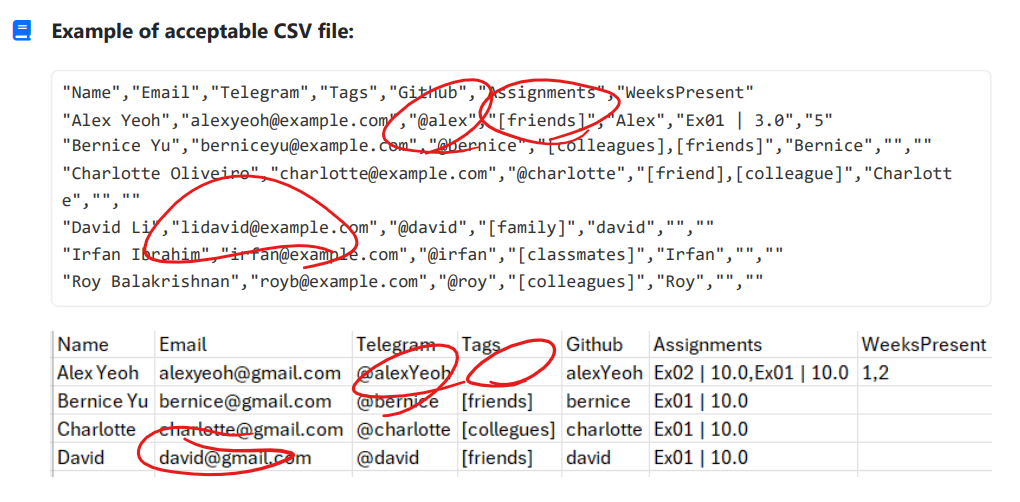 Example of acceptable CSV file:
"Name","Email","Telegram","Tags","Github","Assignments","WeeksPresent"
"Alex Yeoh","alexyeoh@example.com","@alex","[friends]","Alex","Ex01 | 3.0","5"
"Bernice Yu","berniceyu@example.com","@bernice","[colleagues],[friends]","Bernice","",""
"Charlotte Oliveiro","charlotte@example.com","@charlotte","[friend],[colleague]","Charlott
e","",""
"David Li","lidavid@example.com","@david","[family]","david","",""
"Irfan Ibrahim","irfan@example.com","@irfan","[classmates]","Irfan","",""
"Roy Balakrishnan","royb@example.com","@roy","[colleagues]","Roy","",""
Name Email Telegram Tags Github Assignments WeeksPresent
Alex Yeoh alexyeoh@gmail.com @alexYeoh alexYeoh Ex02 | 10.0,Ex01 | 10.0 1,2
Bernice Yu bernice@gmail.com @bernice [friends] bernice Ex01 | 10.0
Charlotte charlotte@gmail.com @charlotte [collegues] charlotte Ex01 | 10.0
David david@gmail.com @david [friends] david Ex01 | 10.0